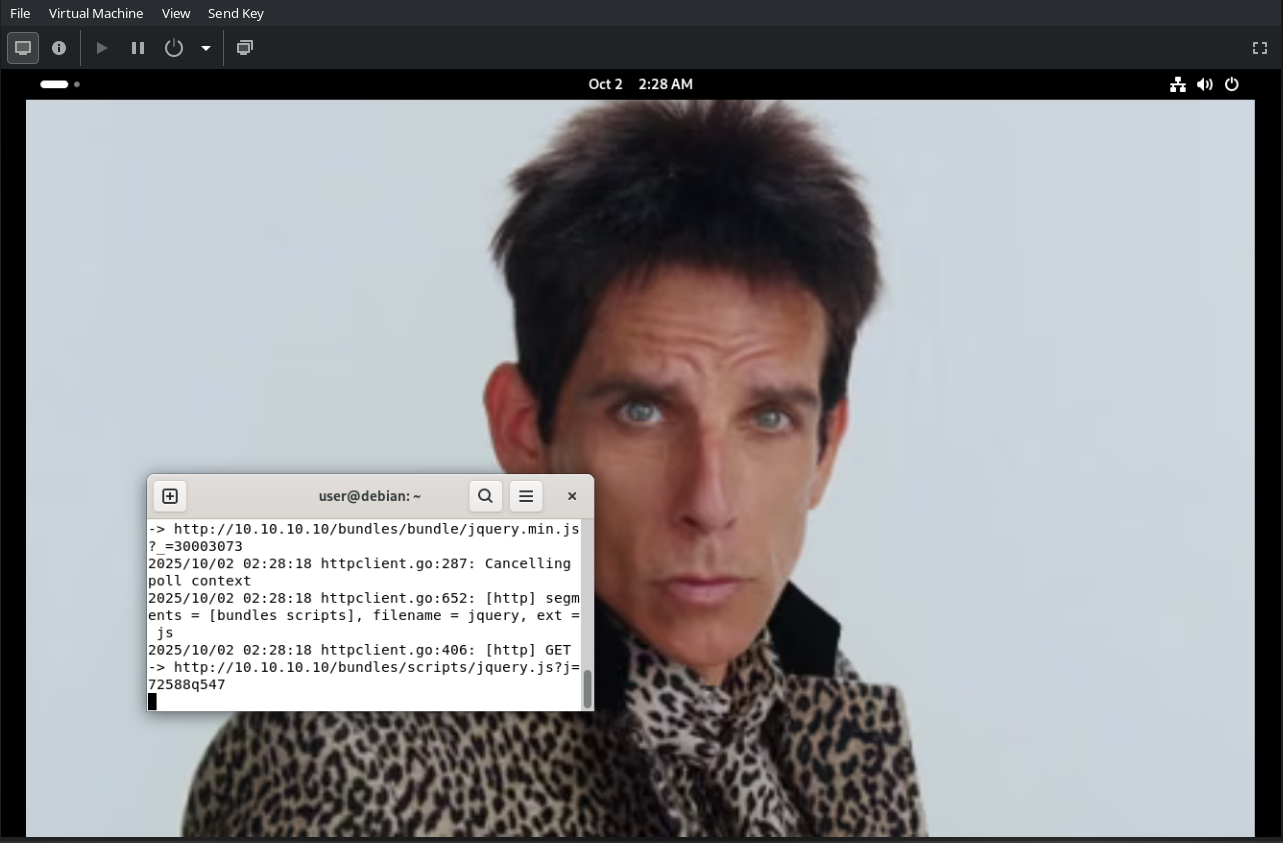 File Virtual Machine View Send Key
Oct 2 2:28 AM
user@debian: ~
-> http://10.10.10.10/bundles/bundle/jquery.min.js
?_=30003073
2025/10/02 02:28:18 httpclient.go:287: Cancelling
poll context
2025/10/02 02:28:18 httpclient.go:652: [http] segm
ents = [bundles scripts], filename = jquery, ext =
js
2025/10/02 02:28:18 httpclient.go:406: [http] GET
-> http://10.10.10.10/bundles/scripts/jquery.js?j=
72588q547